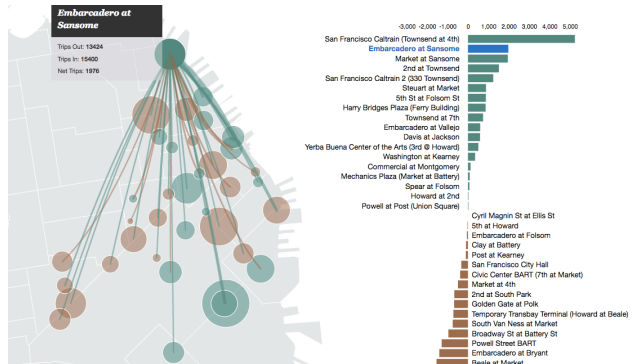 Embarcadero at
Sansome
Trips Out: 13424
Trips In: 15400
Net Trips: 1976
-3,000 -2,000 -1,000 0 1,000 2,000 3,000 4,000 5,000
San Francisco Caltrain (Townsend at 4th)
Embarcadero at Sansome
Market at Sansome
2nd at Townsend
San Francisco Caltrain 2 (330 Townsend)
Steuart at Market
5th St at Folsom St
Harry Bridges Plaza (Ferry Building)
Townsend at 7th
Embarcadero at Vallejo
Davis at Jackson
Yerba Buena Center of the Arts (3rd @ Howard)
Washington at Kearney
Commercial at Montgomery
Mechanics Plaza (Market at Battery)
Spear at Folsom
Howard at 2nd
Powell at Post (Union Square)
Cyril Magnin St at Ellis St
5th at Howard
Embarcadero at Folsom
Clay at Battery
Post at Kearney
San Francisco City Hall
Civic Center BART (7th at Market)
Market at 4th
2nd at South Park
Golden Gate at Polk
Temporary Transbay Terminal (Howard at Beale)
South Van Ness at Market
Broadway St at Battery St
Powell Street BART
Embarcadero at Bryant
Beale at Market